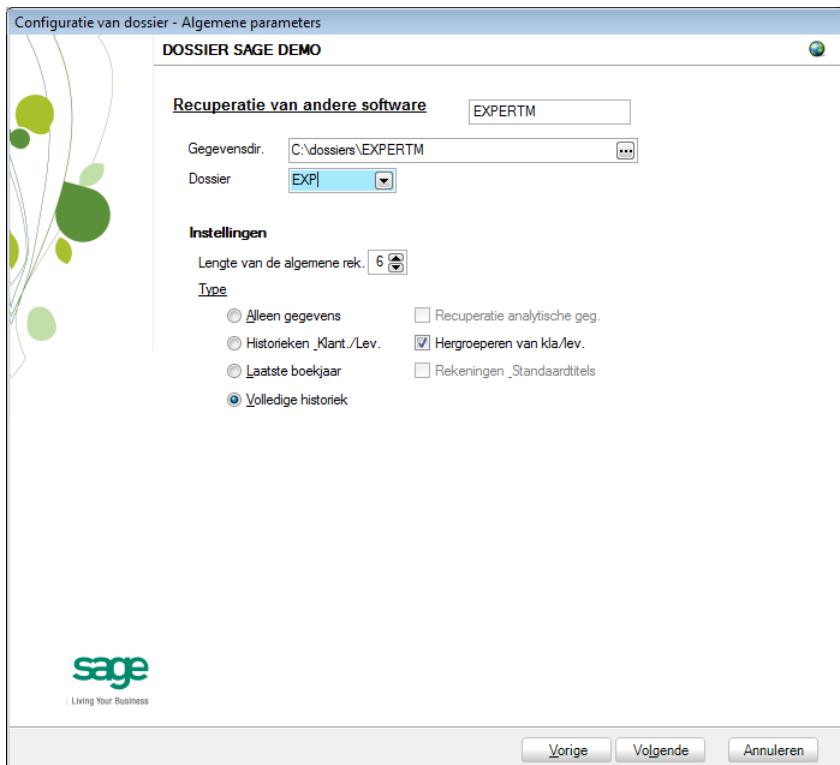 Configuratie van dossier - Algemene parameters
DOSSIER SAGE DEMO
Recuperatie van andere software EXPERTM
Gegevensdir. C:\dossiers\EXPERTM ...
Dossier EXP
Instellingen
Lengte van de algemene rek. 6
Type
Alleen gegevens Recuperatie analytische geg.
Historieken _Klant./Lev. Hergroeperen van kla/lev.
Laatste boekjaar Rekeningen _Standaardtitels
Volledige historiek
sage
Living Your Business
Vorige Volgende Annuleren